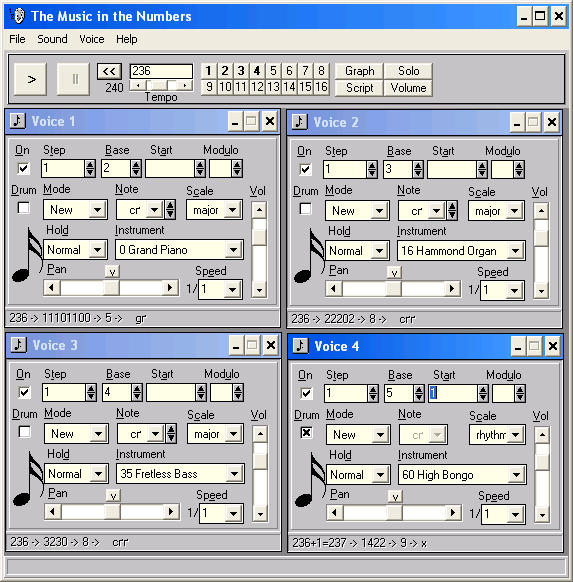 The Music in the Numbers
File Sound Voice Help
> || << 236 1 2 3 4 5 6 7 8 Graph Solo
240 Tempo 9 10 11 12 13 14 15 16 Script Volume
Voice 1
On Step Base Start Modulo
1 2
Drum Mode Note Scale Vol
New cr major
Hold Instrument
Normal 0 Grand Piano
Pan v Speed
1/ 1
236 -> 11101100 -> 5 -> gr
Voice 2
On Step Base Start Modulo
1 3
Drum Mode Note Scale Vol
New cr major
Hold Instrument
Normal 16 Hammond Organ
Pan v Speed
1/ 1
236 -> 22202 -> 8 -> crr
Voice 3
On Step Base Start Modulo
1 4
Drum Mode Note Scale Vol
New cr major
Hold Instrument
Normal 35 Fretless Bass
Pan v Speed
1/ 1
236 -> 3230 -> 8 -> crr
Voice 4
On Step Base Start Modulo
1 5 1
Drum Mode Note Scale Vol
New cr rhythm
Hold Instrument
Normal 60 High Bongo
Pan v Speed
1/ 1
236+1=237 -> 1422 -> 9 -> x